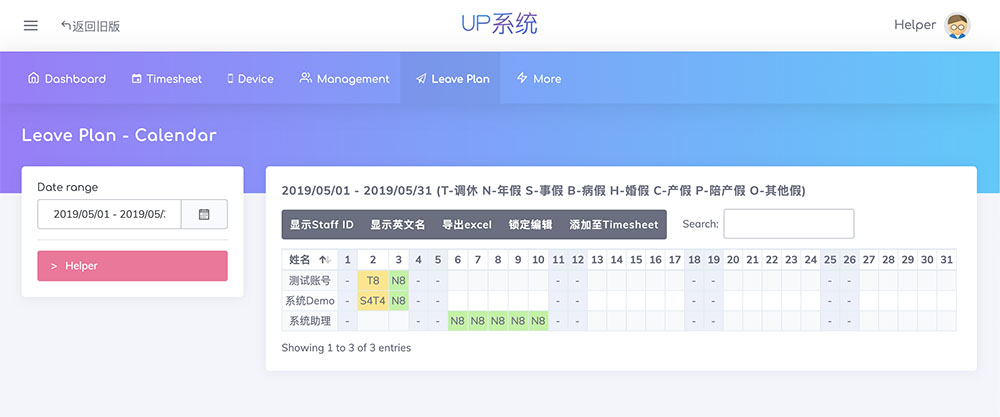 返回旧版
UP系统
Helper
Dashboard Timesheet Device Management Leave Plan More
Leave Plan - Calendar
Date range
2019/05/01 - 2019/05/
> Helper
2019/05/01 - 2019/05/31 (T-调休 N-年假 S-事假 B-病假 H-婚假 C-产假 P-陪产假 O-其他假)
显示Staff ID 显示英文名 导出excel 锁定编辑 添加至Timesheet Search:
姓名 1 2 3 4 5 6 7 8 9 10 11 12 13 14 15 16 17 18 19 20 21 22 23 24 25 26 27 28 29 30 31
测试账号 - T8 N8 - - - - - - - -
系统Demo - S4T4 N8 - - - - - - - -
系统助理 - - - N8 N8 N8 N8 N8 - - - - - -
Showing 1 to 3 of 3 entries